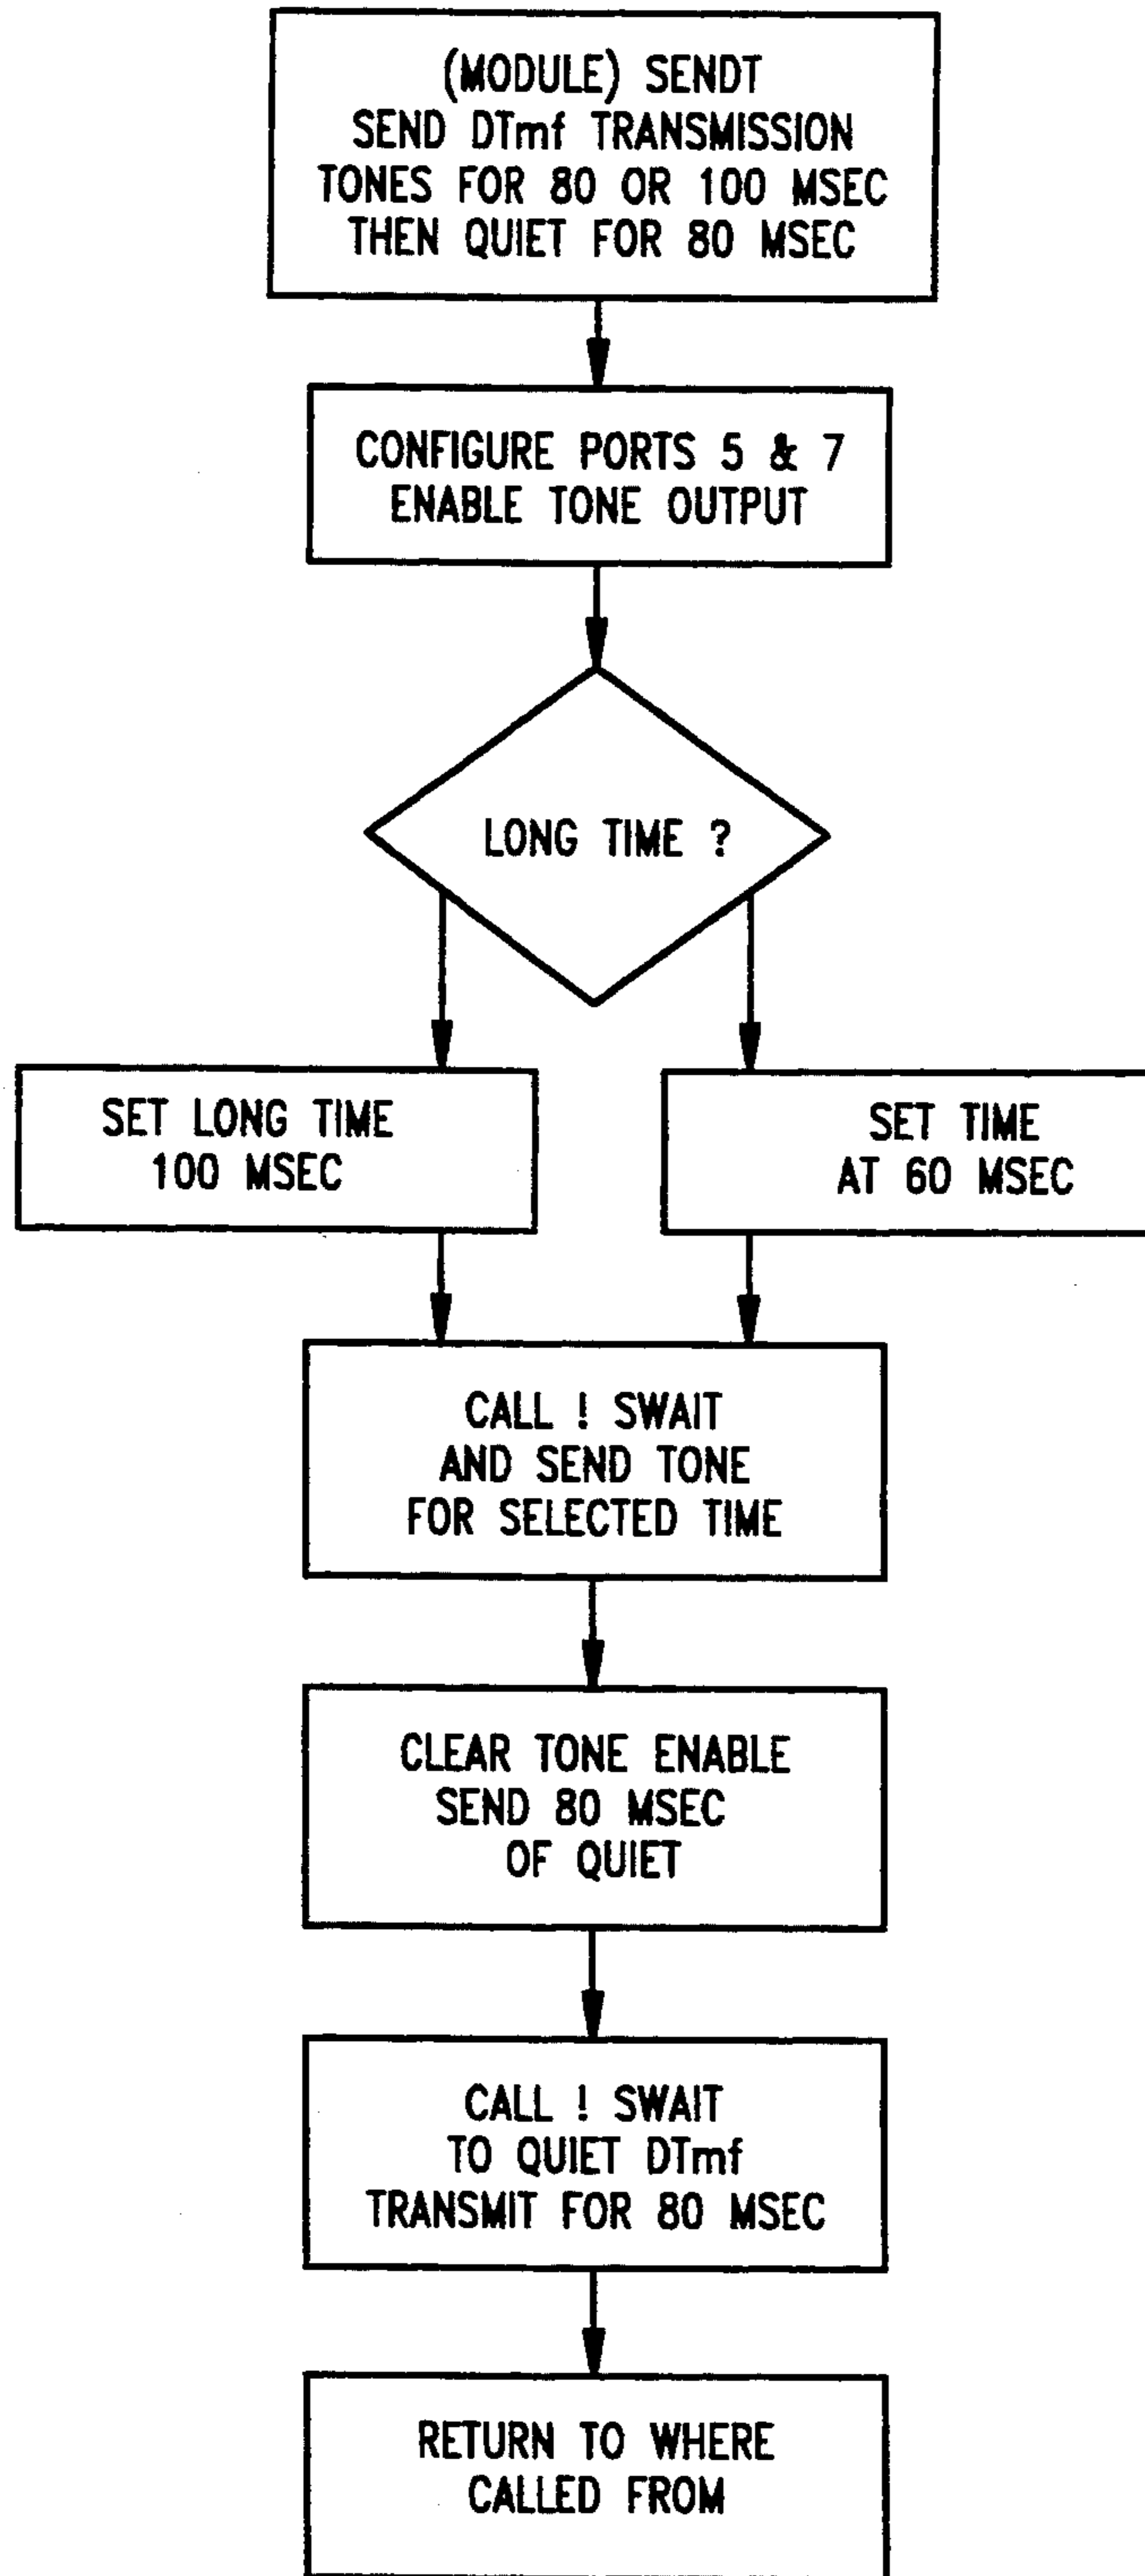 (MODULE) SENDT
SEND DTmf TRANSMISSION
TONES FOR 80 OR 100 MSEC
THEN QUIET FOR 80 MSEC
CONFIGURE PORTS 5 & 7
ENABLE TONE OUTPUT
LONG TIME ?
SET LONG TIME
100 MSEC
SET TIME
AT 60 MSEC
CALL ! SWAIT
AND SEND TONE
FOR SELECTED TIME
CLEAR TONE ENABLE
SEND 80 MSEC
OF QUIET
CALL ! SWAIT
TO QUIET DTmf
TRANSMIT FOR 80 MSEC
RETURN TO WHERE
CALLED FROM